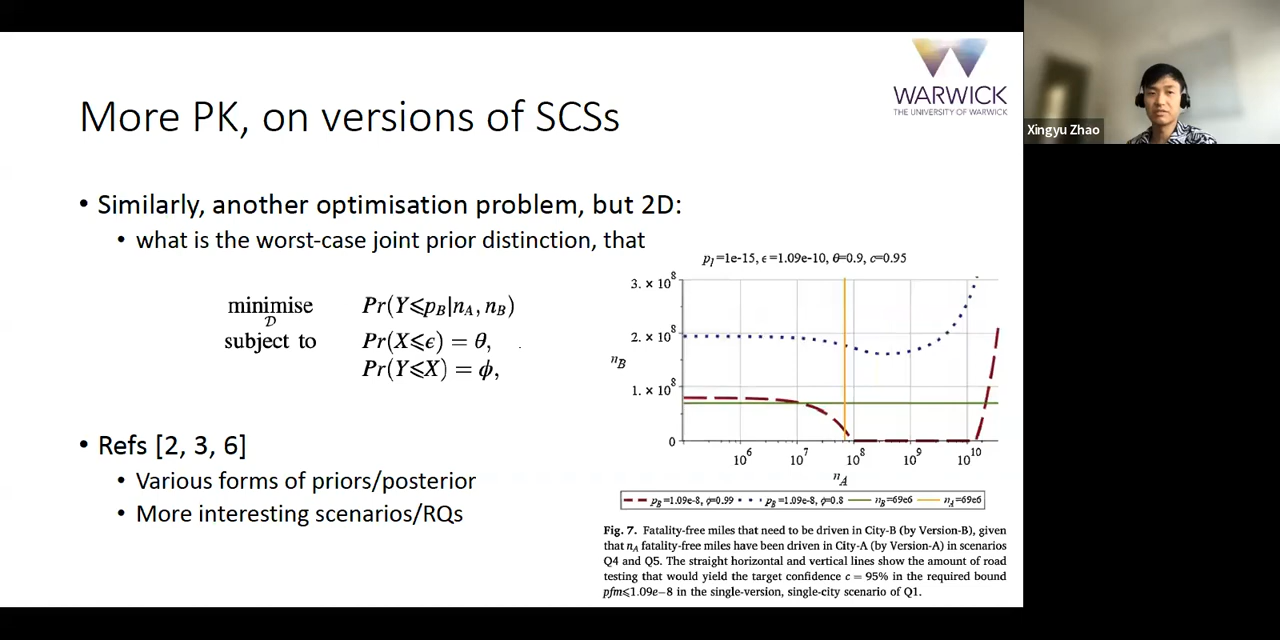 WARWICK
THE UNIVERSITY OF WARWICK
Xingyu Zhao
More PK, on versions of SCSs
• Similarly, another optimisation problem, but 2D:
• what is the worst-case joint prior distinction, that
minimise Pr(Y⩽p_B|n_A, n_B)
𝒟
subject to Pr(X⩽ϵ) = θ,
Pr(Y⩽X) = ϕ,
• Refs [2, 3, 6]
• Various forms of priors/posterior
• More interesting scenarios/RQs
p_l=1e-15, ϵ=1.09e-10, θ=0.9, c=0.95
3. × 10^8
2. × 10^8
n_B
1. × 10^8
0
10^6 10^7 10^8 10^9 10^10
n_A
p_B=1.09e-8, ϕ=0.99 p_B=1.09e-8, ϕ=0.8 n_B=69e6 n_A=69e6
Fig. 7. Fatality-free miles that need to be driven in City-B (by Version-B), given
that n_A fatality-free miles have been driven in City-A (by Version-A) in scenarios
Q4 and Q5. The straight horizontal and vertical lines show the amount of road
testing that would yield the target confidence c = 95% in the required bound
pfm⩽1.09e−8 in the single-version, single-city scenario of Q1.